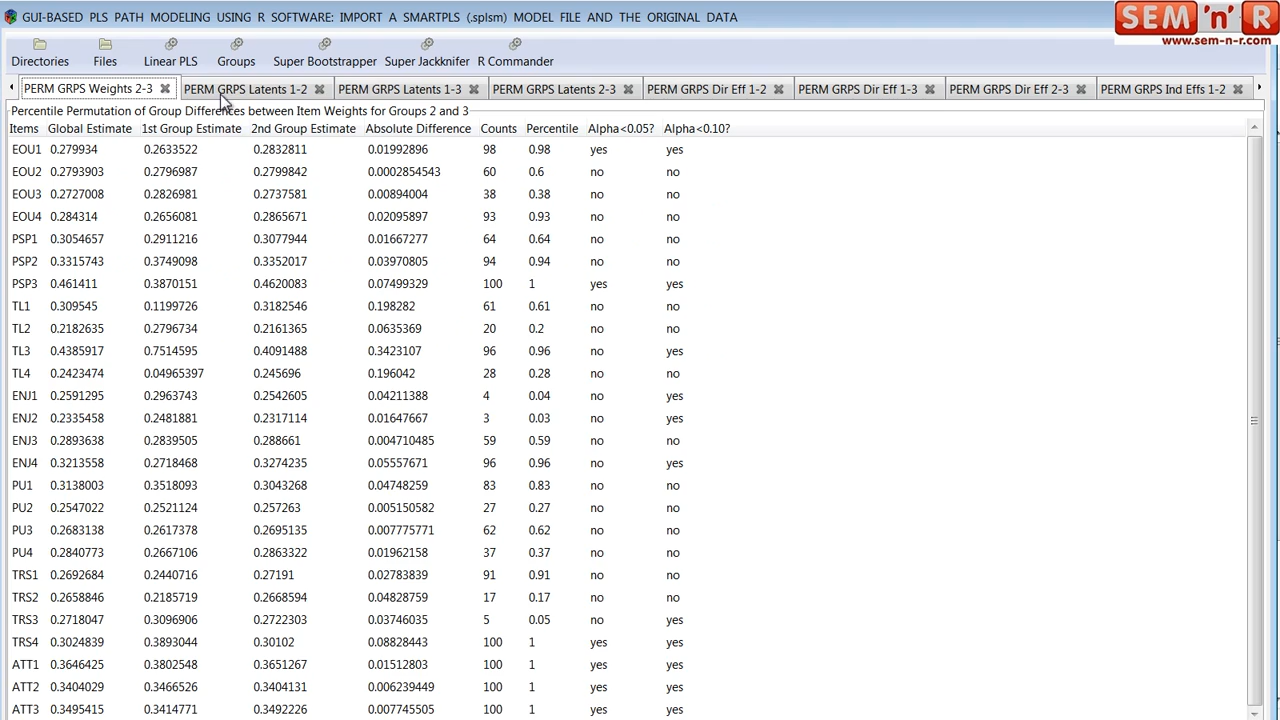 GUI-BASED PLS PATH MODELING USING R SOFTWARE: IMPORT A SMARTPLS (.splsm) MODEL FILE AND THE ORIGINAL DATA
SEM 'n' R
www.sem-n-r.com
Directories Files Linear PLS Groups Super Bootstrapper Super Jackknifer R Commander
PERM GRPS Weights 2-3 PERM GRPS Latents 1-2 PERM GRPS Latents 1-3 PERM GRPS Latents 2-3 PERM GRPS Dir Eff 1-2 PERM GRPS Dir Eff 1-3 PERM GRPS Dir Eff 2-3 PERM GRPS Ind Effs 1-2
Percentile Permutation of Group Differences between Item Weights for Groups 2 and 3
Items Global Estimate 1st Group Estimate 2nd Group Estimate Absolute Difference Counts Percentile Alpha<0.05? Alpha<0.10?
EOU1 0.279934 0.2633522 0.2832811 0.01992896 98 0.98 yes yes
EOU2 0.2793903 0.2796987 0.2799842 0.0002854543 60 0.6 no no
EOU3 0.2727008 0.2826981 0.2737581 0.00894004 38 0.38 no no
EOU4 0.284314 0.2656081 0.2865671 0.02095897 93 0.93 no no
PSP1 0.3054657 0.2911216 0.3077944 0.01667277 64 0.64 no no
PSP2 0.3315743 0.3749098 0.3352017 0.03970805 94 0.94 no no
PSP3 0.461411 0.3870151 0.4620083 0.07499329 100 1 yes yes
TL1 0.309545 0.1199726 0.3182546 0.198282 61 0.61 no no
TL2 0.2182635 0.2796734 0.2161365 0.0635369 20 0.2 no no
TL3 0.4385917 0.7514595 0.4091488 0.3423107 96 0.96 no yes
TL4 0.2423474 0.04965397 0.245696 0.196042 28 0.28 no no
ENJ1 0.2591295 0.2963743 0.2542605 0.04211388 4 0.04 no yes
ENJ2 0.2335458 0.2481881 0.2317114 0.01647667 3 0.03 no yes
ENJ3 0.2893638 0.2839505 0.288661 0.004710485 59 0.59 no no
ENJ4 0.3213558 0.2718468 0.3274235 0.05557671 96 0.96 no yes
PU1 0.3138003 0.3518093 0.3043268 0.04748259 83 0.83 no no
PU2 0.2547022 0.2521124 0.257263 0.005150582 27 0.27 no no
PU3 0.2683138 0.2617378 0.2695135 0.007775771 62 0.62 no no
PU4 0.2840773 0.2667106 0.2863322 0.01962158 37 0.37 no no
TRS1 0.2692684 0.2440716 0.27191 0.02783839 91 0.91 no no
TRS2 0.2658846 0.2185719 0.2668594 0.04828759 17 0.17 no no
TRS3 0.2718047 0.3096906 0.2722303 0.03746035 5 0.05 no yes
TRS4 0.3024839 0.3893044 0.30102 0.08828443 100 1 yes yes
ATT1 0.3646425 0.3802548 0.3651267 0.01512803 100 1 yes yes
ATT2 0.3404029 0.3466526 0.3404131 0.006239449 100 1 yes yes
ATT3 0.3495415 0.3414771 0.3492226 0.007745505 100 1 yes yes